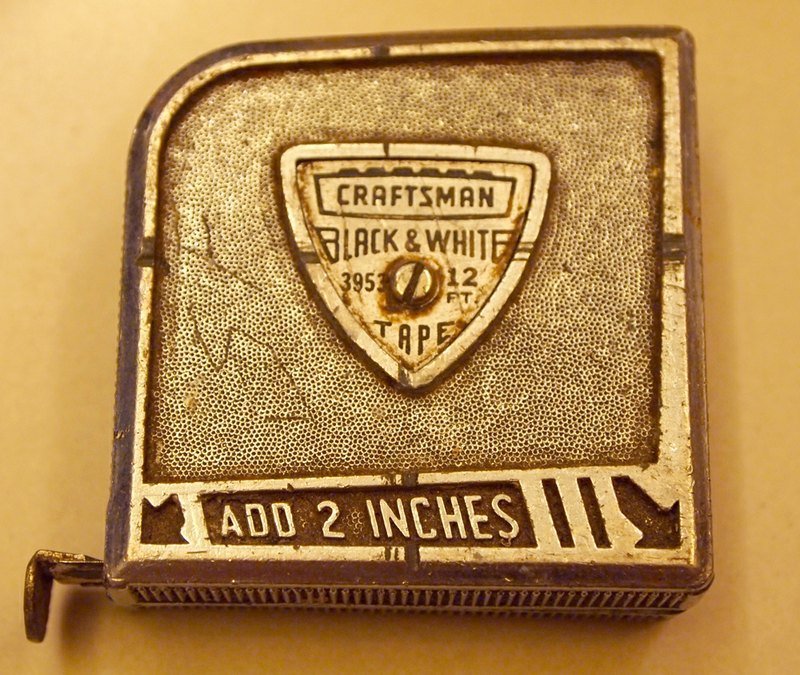 CRAFTSMAN
BLACK & WHITE
3953 12 FT.
TAPE
ADD 2 INCHES